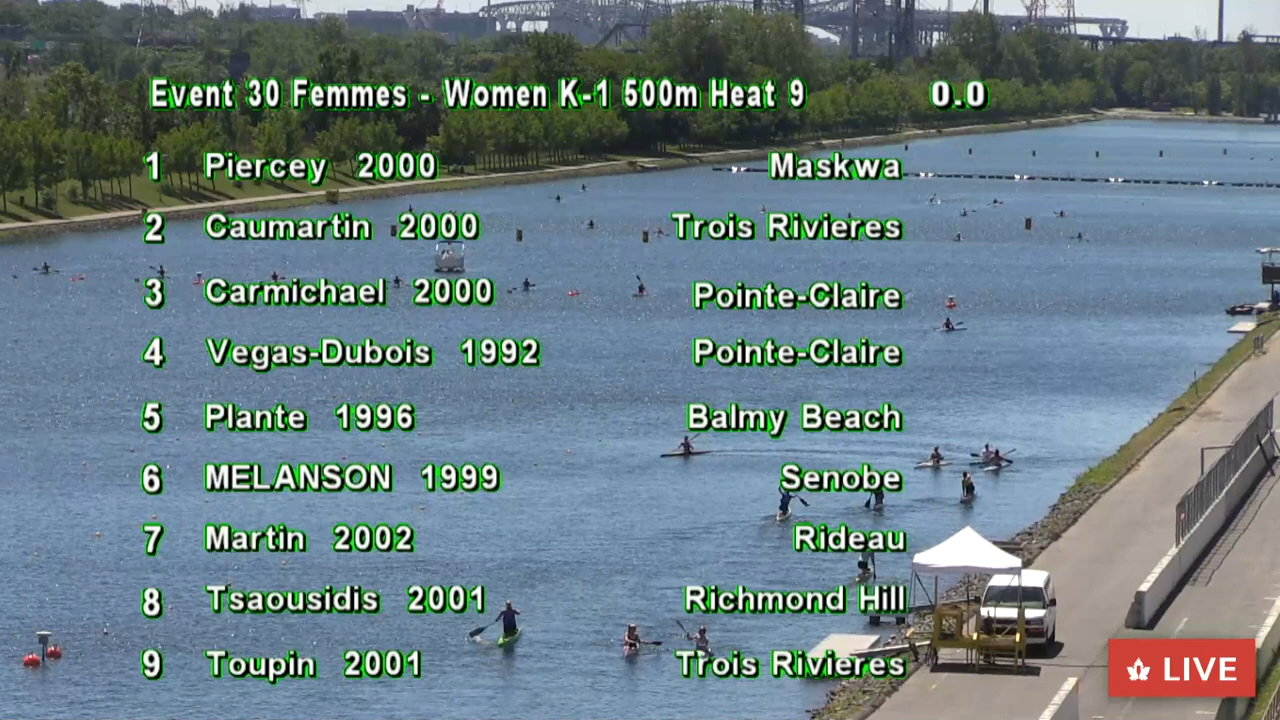 Event 30 Femmes - Women K-1 500m Heat 9 0.0
1 Piercey 2000 Maskwa
2 Caumartin 2000 Trois Rivieres
3 Carmichael 2000 Pointe-Claire
4 Vegas-Dubois 1992 Pointe-Claire
5 Plante 1996 Balmy Beach
6 MELANSON 1999 Senobe
7 Martin 2002 Rideau
8 Tsaousidis 2001 Richmond Hill
9 Toupin 2001 Trois Rivieres
LIVE